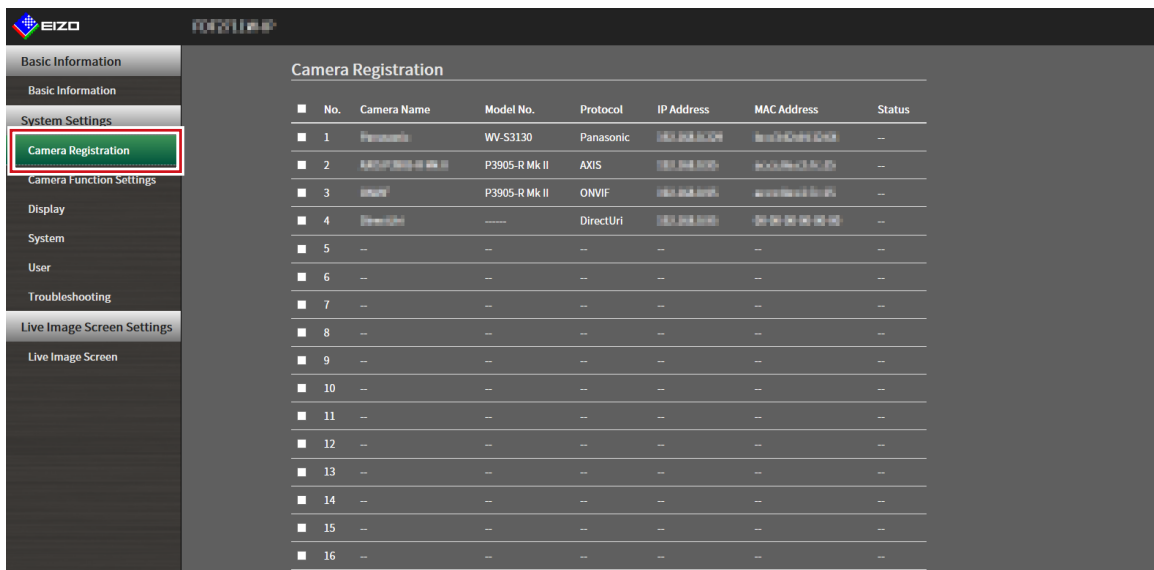 EIZO
Basic Information
Basic Information
System Settings
Camera Registration
Camera Function Settings
Display
System
User
Troubleshooting
Live Image Screen Settings
Live Image Screen
Camera Registration
No. Camera Name Model No. Protocol IP Address MAC Address Status
1 WV-S3130 Panasonic --
2 P3905-R Mk II AXIS --
3 P3905-R Mk II ONVIF --
4 ------ DirectUri --
5 -- -- -- -- -- --
6 -- -- -- -- -- --
7 -- -- -- -- -- --
8 -- -- -- -- -- --
9 -- -- -- -- -- --
10 -- -- -- -- -- --
11 -- -- -- -- -- --
12 -- -- -- -- -- --
13 -- -- -- -- -- --
14 -- -- -- -- -- --
15 -- -- -- -- -- --
16 -- -- -- -- -- --